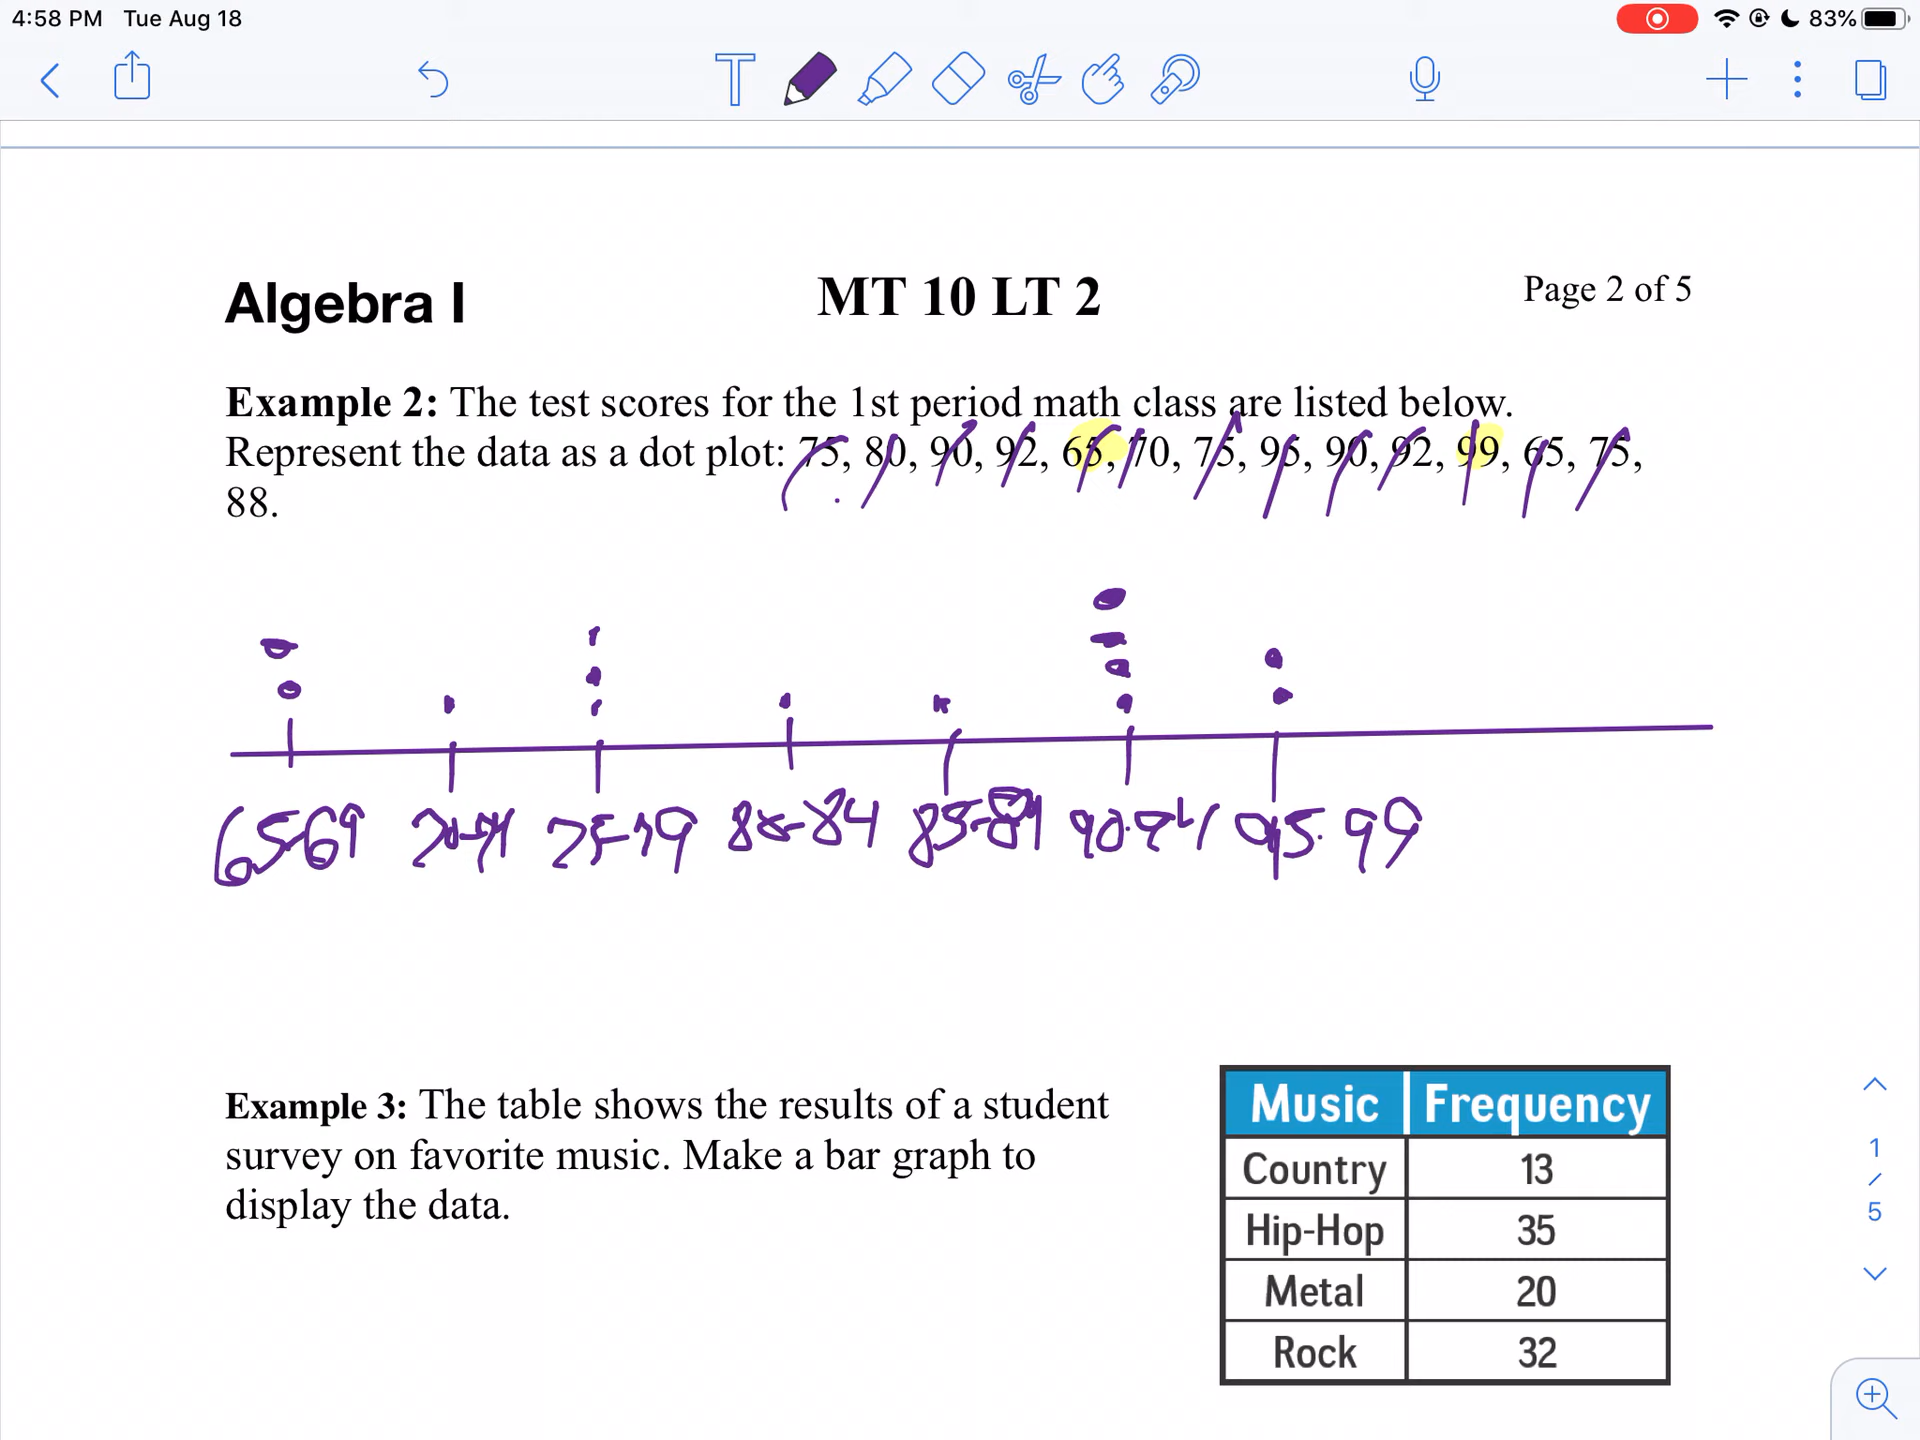 4:58 PM Tue Aug 18
83%
Algebra I
MT 10 LT 2
Page 2 of 5
Example 2: The test scores for the 1st period math class are listed below.
Represent the data as a dot plot: 75, 80, 90, 92, 65, 70, 75, 95, 90, 92, 99, 65, 75,
88.
65-69 70-74 75-79 80-84 85-89 90-94 95-99
Example 3: The table shows the results of a student
survey on favorite music. Make a bar graph to
display the data.
Music Frequency
Country 13
Hip-Hop 35
Metal 20
Rock 32
1
/
5